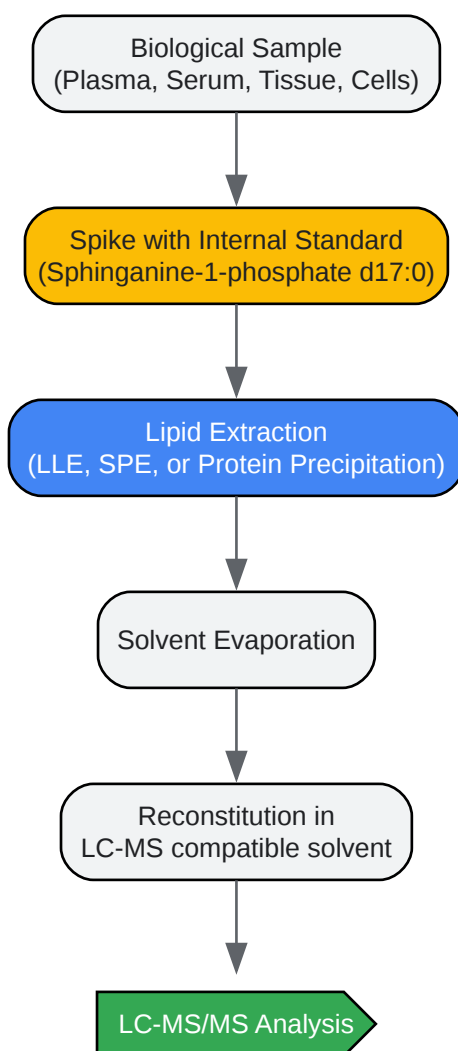 Biological Sample
(Plasma, Serum, Tissue, Cells)
Spike with Internal Standard
(Sphinganine-1-phosphate d17:0)
Lipid Extraction
(LLE, SPE, or Protein Precipitation)
Solvent Evaporation
Reconstitution in
LC-MS compatible solvent
LC-MS/MS Analysis